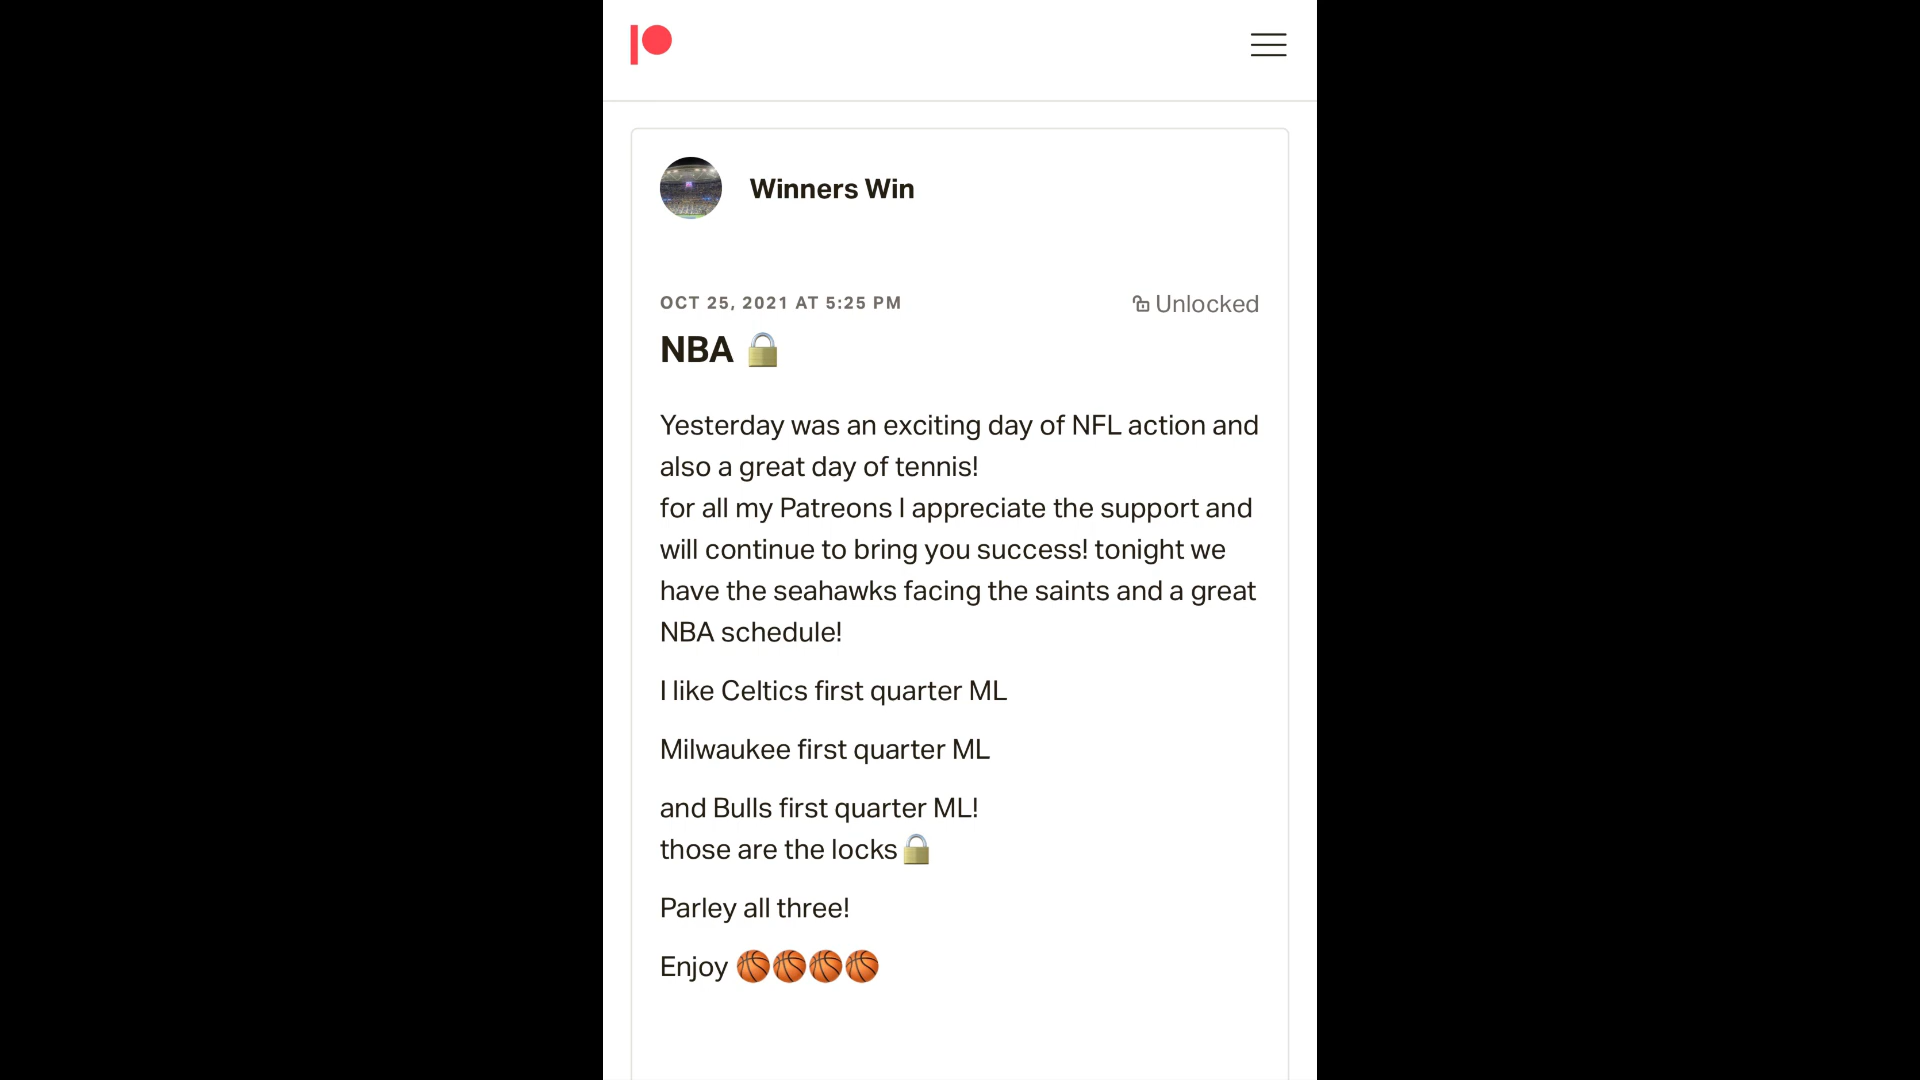 Winners Win
OCT 25, 2021 AT 5:25 PM
Unlocked
NBA 🔒
Yesterday was an exciting day of NFL action and
also a great day of tennis!
for all my Patreons I appreciate the support and
will continue to bring you success! tonight we
have the seahawks facing the saints and a great
NBA schedule!
I like Celtics first quarter ML
Milwaukee first quarter ML
and Bulls first quarter ML!
those are the locks🔒
Parley all three!
Enjoy 🏀🏀🏀🏀